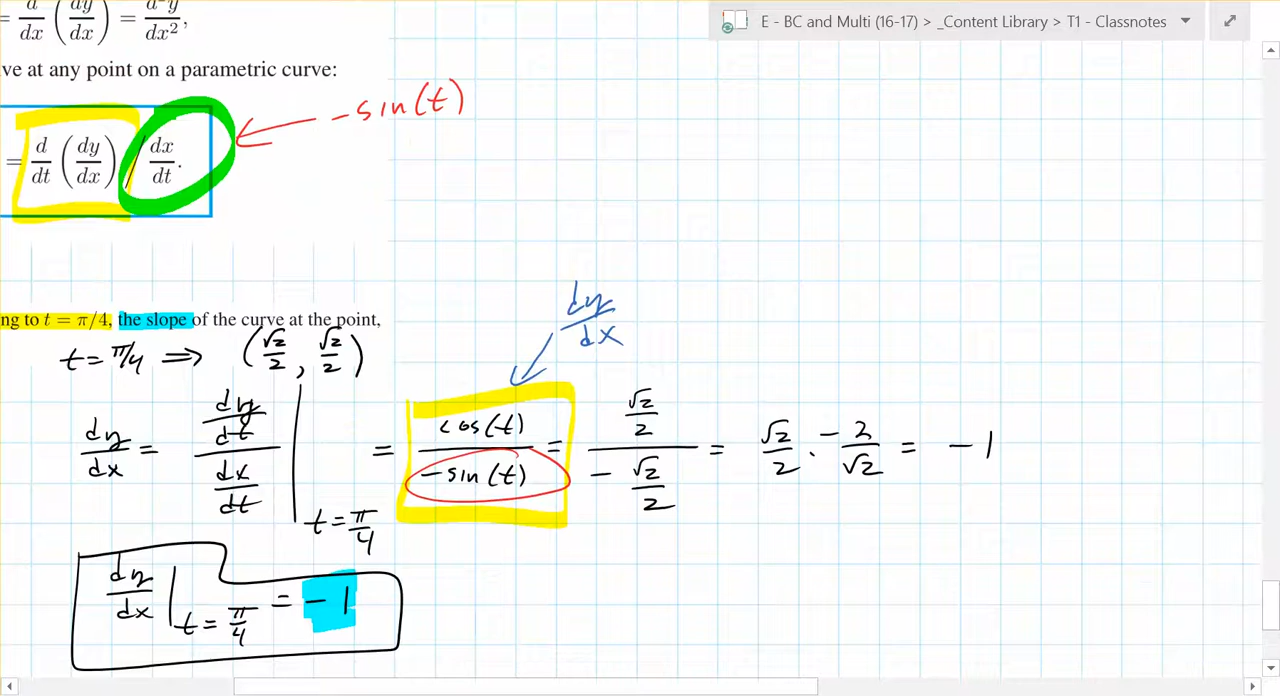 E - BC and Multi (16-17) > _Content Library > T1 - Classnotes
= d/dx (dy/dx) = d²y/dx²,
ve at any point on a parametric curve:
-sin(t)
= d/dt (dy/dx) / dx/dt.
dy/dx
ng to t = π/4, the slope of the curve at the point,
t = π/4 ⇒ (√2/2, √2/2)
dy/dx = (dy/dt)/(dx/dt) | t = π/4 = cos(t)/-sin(t) = (√2/2)/(-√2/2) = √2/2 · -2/√2 = -1
dy/dx | t = π/4 = -1